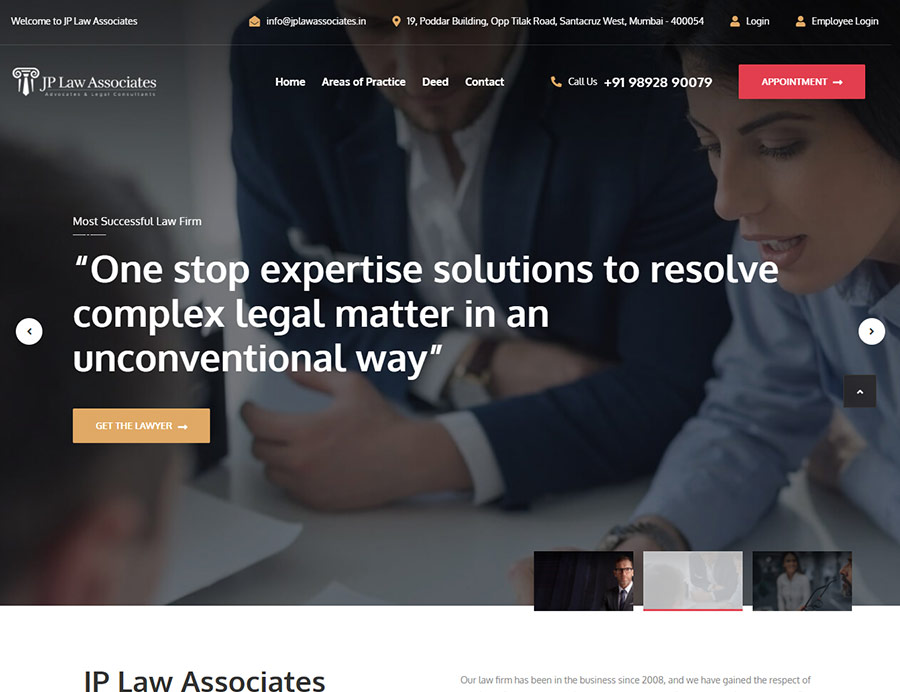 Welcome to JP Law Associates
info@jplawassociates.in
19, Poddar Building, Opp Tilak Road, Santacruz West, Mumbai - 400054
Login
Employee Login
JP Law Associates
Advocates & Legal Consultants
Home
Areas of Practice
Deed
Contact
Call Us
+91 98928 90079
APPOINTMENT
Most Successful Law Firm
“One stop expertise solutions to resolve
complex legal matter in an
unconventional way”
GET THE LAWYER
JP Law Associates
Our law firm has been in the business since 2008, and we have gained the respect of